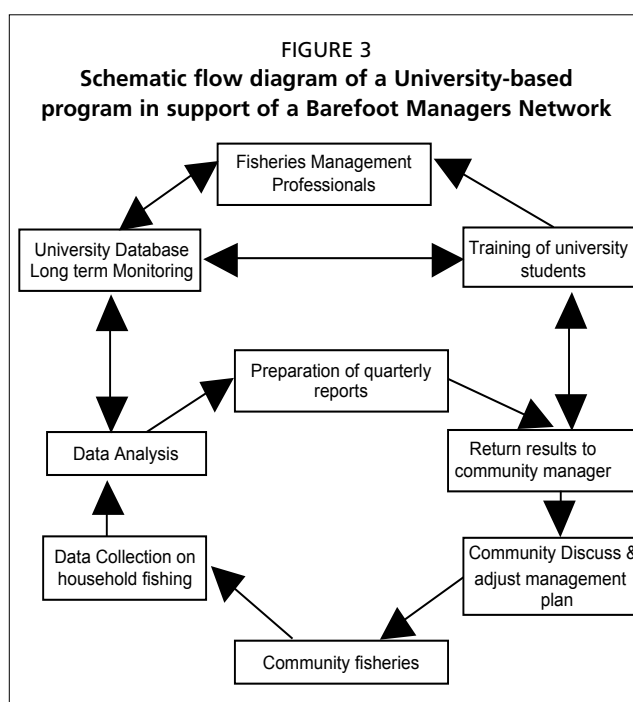 FIGURE 3
Schematic flow diagram of a University-based
program in support of a Barefoot Managers Network
Fisheries Management
Professionals
University Database
Long term Monitoring
Training of university
students
Preparation of quarterly
reports
Data Analysis
Return results to
community manager
Data Collection on
household fishing
Community Discuss &
adjust management
plan
Community fisheries